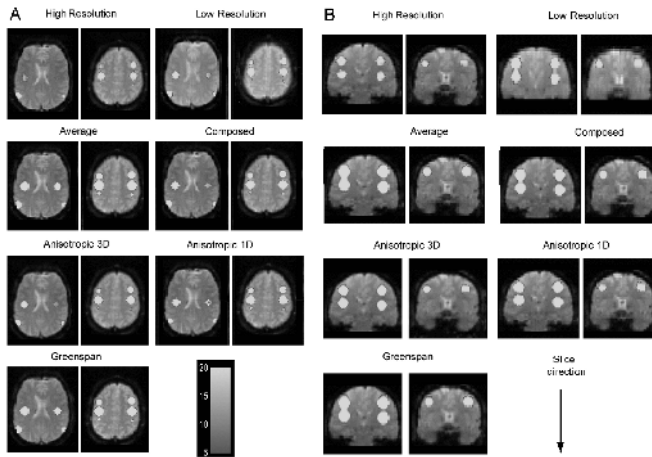 A
High Resolution
Low Resolution
Average
Composed
Anisotropic 3D
Anisotropic 1D
Greenspan
20
15
10
5
B
High Resolution
Low Resolution
Average
Composed
Anisotropic 3D
Anisotropic 1D
Greenspan
Slice
direction